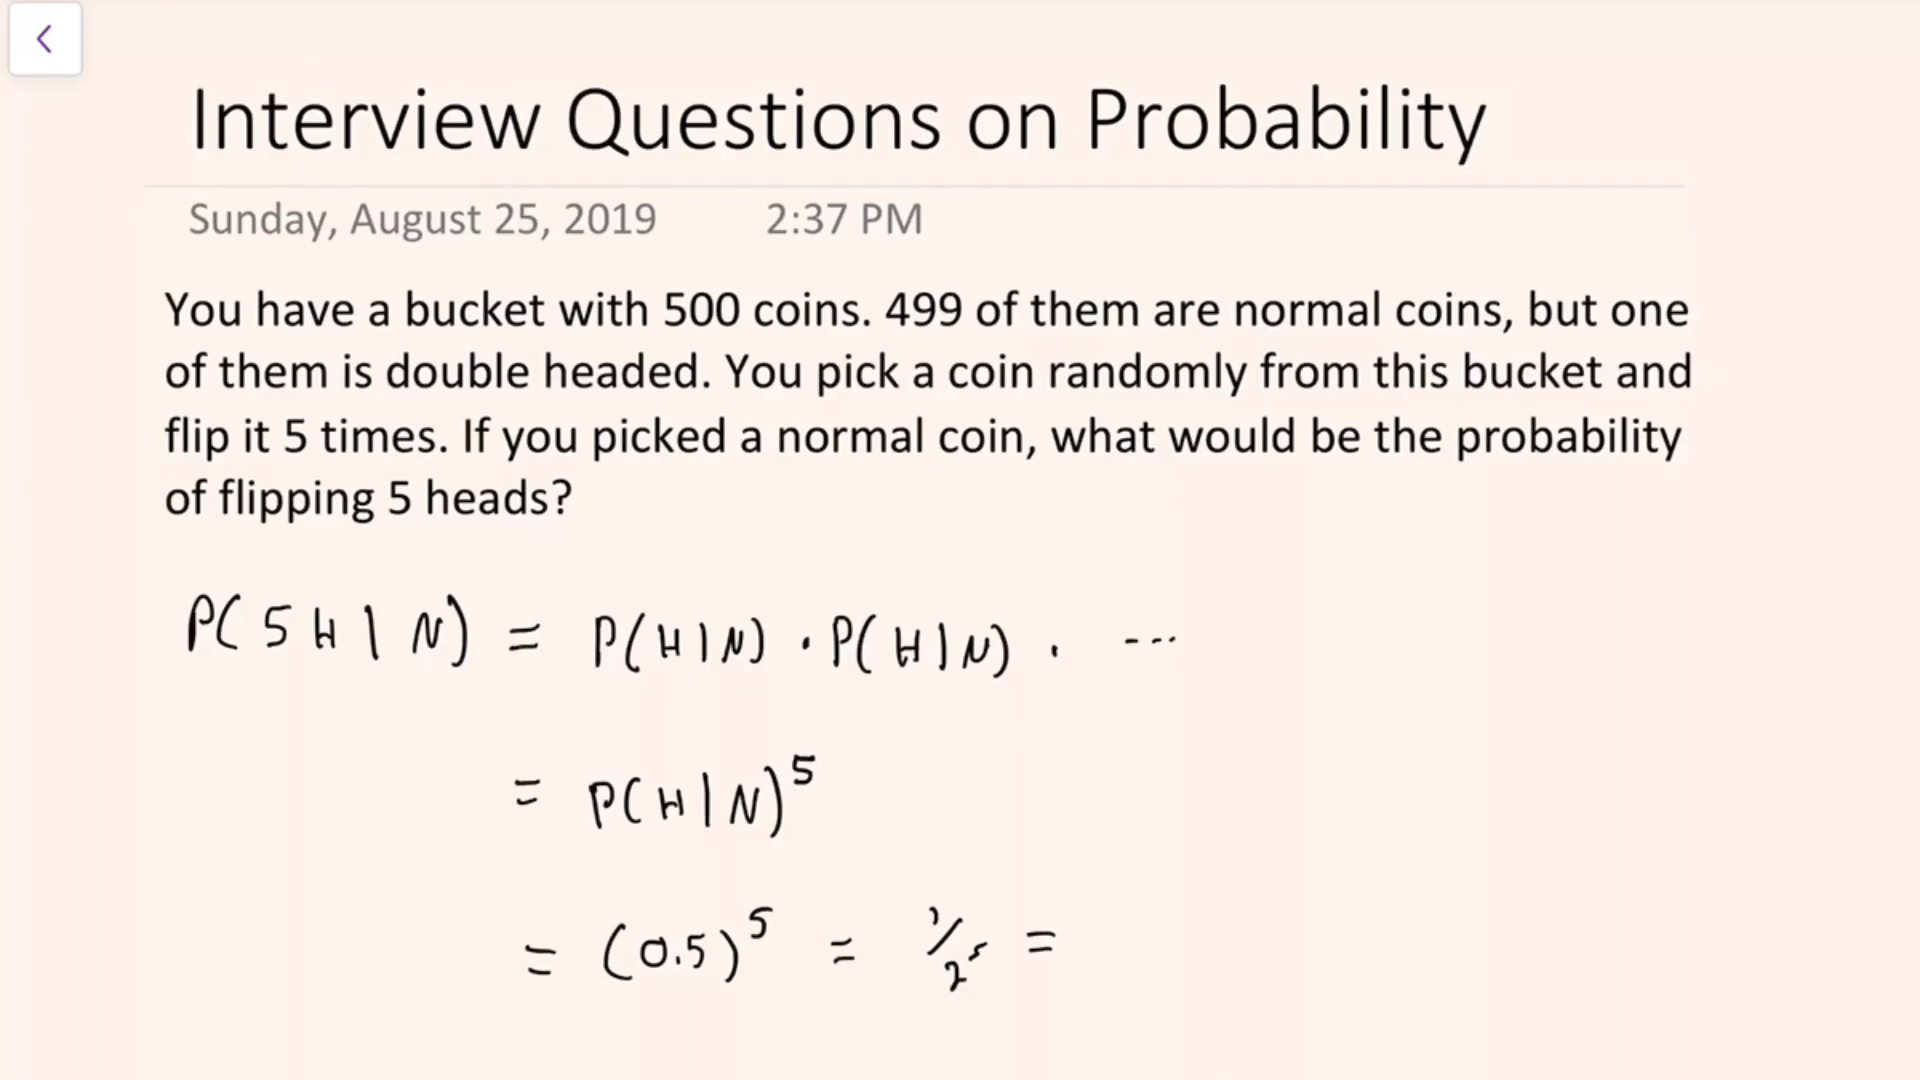 Interview Questions on Probability
Sunday, August 25, 2019 2:37 PM
You have a bucket with 500 coins. 499 of them are normal coins, but one
of them is double headed. You pick a coin randomly from this bucket and
flip it 5 times. If you picked a normal coin, what would be the probability
of flipping 5 heads?
P(5H|N) = P(H|N) · P(H|N) · ---
= P(H|N)⁵
= (0.5)⁵ = 1/2⁵ =